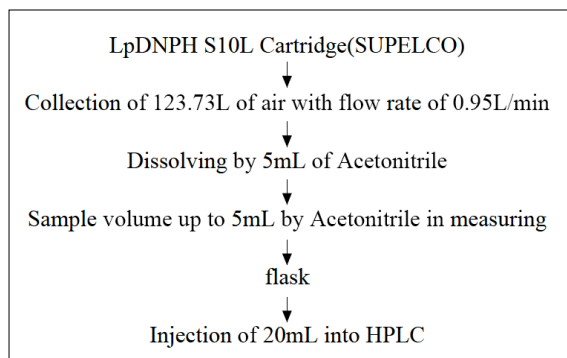 LpDNPH S10L Cartridge(SUPELCO)
Collection of 123.73L of air with flow rate of 0.95L/min
Dissolving by 5mL of Acetonitrile
Sample volume up to 5mL by Acetonitrile in measuring
flask
Injection of 20mL into HPLC